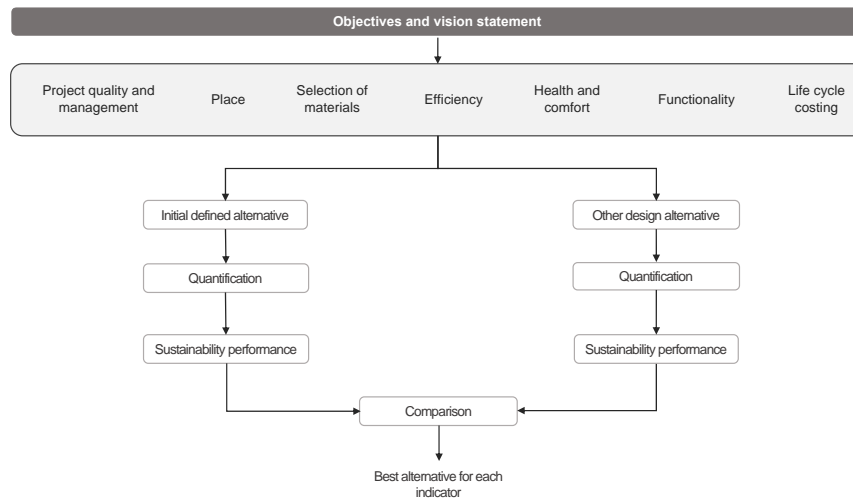 Objectives and vision statement
Project quality and
management
Place
Selection of
materials
Efficiency
Health and
comfort
Functionality
Life cycle
costing
Initial defined alternative
Other design alternative
Quantification
Quantification
Sustainability performance
Sustainability performance
Comparison
Best alternative for each
indicator